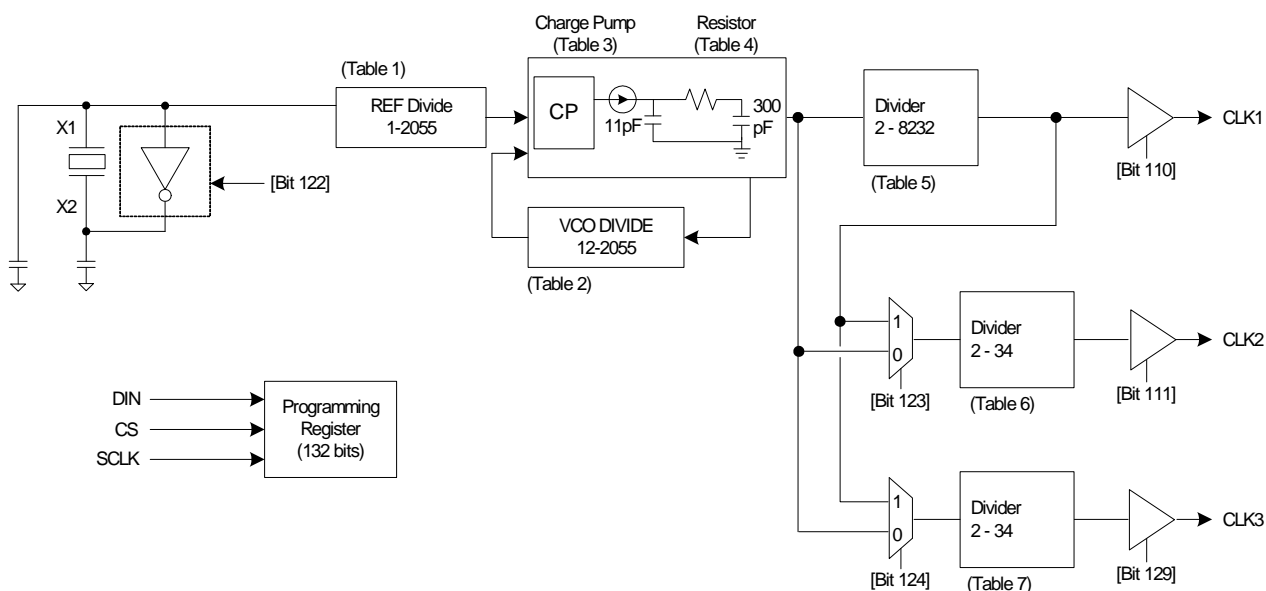 Charge Pump
(Table 3)
Resistor
(Table 4)
(Table 1)
REF Divide
1-2055
CP
11pF
300
pF
Divider
2 - 8232
(Table 5)
CLK1
[Bit 110]
X1
X2
[Bit 122]
VCO DIVIDE
12-2055
(Table 2)
1
0
[Bit 123]
Divider
2 - 34
(Table 6)
CLK2
[Bit 111]
DIN
CS
SCLK
Programming
Register
(132 bits)
1
0
[Bit 124]
Divider
2 - 34
(Table 7)
CLK3
[Bit 129]